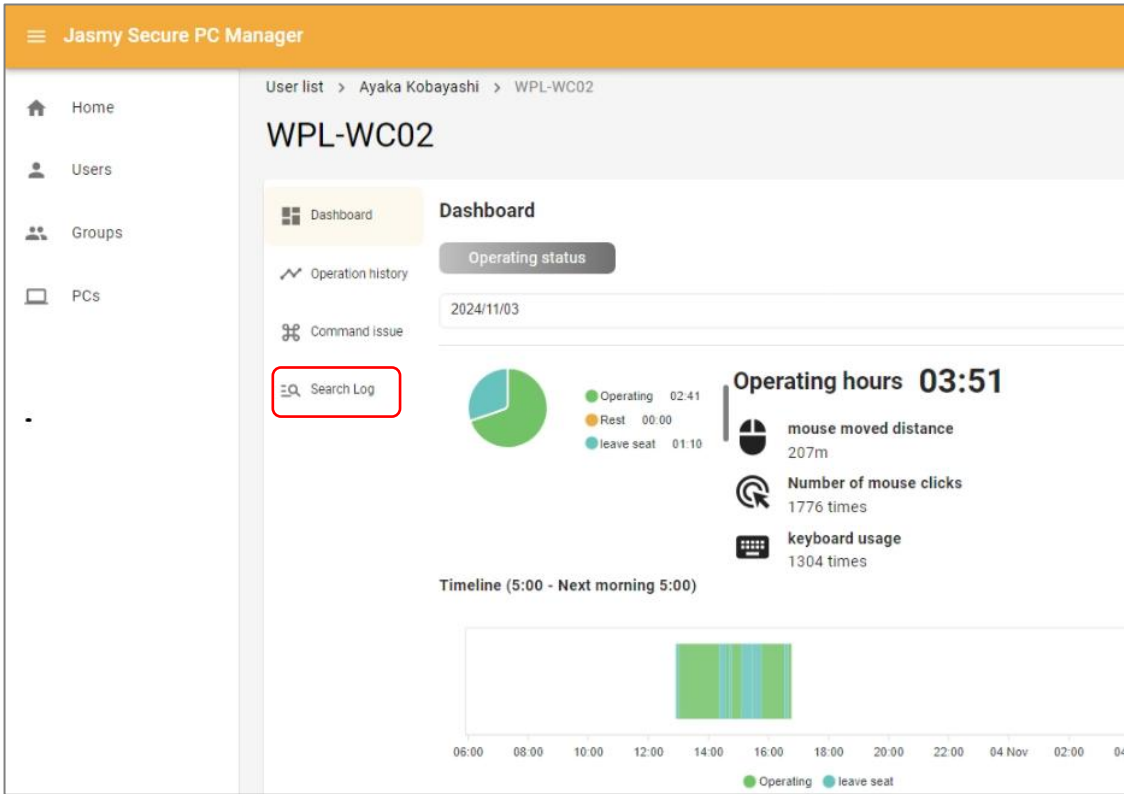 Jasmy Secure PC Manager
Home
Users
Groups
PCs
User list > Ayaka Kobayashi > WPL-WC02
WPL-WC02
Dashboard
Operation history
Command issue
Search Log
Dashboard
Operating status
2024/11/03
Operating 02:41
Rest 00:00
leave seat 01:10
Operating hours 03:51
mouse moved distance
207m
Number of mouse clicks
1776 times
keyboard usage
1304 times
Timeline (5:00 - Next morning 5:00)
06:00 08:00 10:00 12:00 14:00 16:00 18:00 20:00 22:00 04 Nov 02:00 04
Operating leave seat